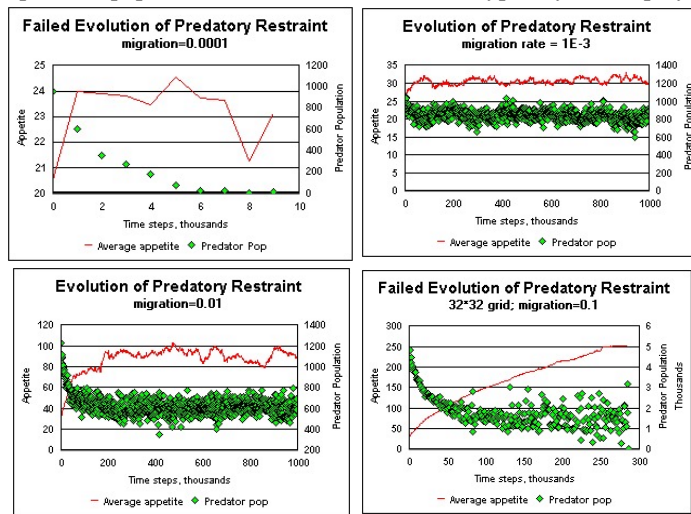 Failed Evolution of Predatory Restraint
migration=0.0001
25
24
23
22
21
20
Appetite
1200
1000
800
600
400
200
0
Predator Population
0 2 4 6 8 10
Time steps, thousands
Average appetite Predator Pop
Evolution of Predatory Restraint
migration rate = 1E-3
35
30
25
20
15
10
5
0
Appetite
1400
1200
1000
800
600
400
200
0
Predator Population
0 200 400 600 800 1000
Time steps, thousands
Average appetite Predator pop
Evolution of Predatory Restraint
migration=0.01
120
100
80
60
40
20
0
Appetite
1400
1200
1000
800
600
400
200
Predator Population
0 200 400 600 800 1000
Time steps, thousands
Average appetite Predator pop
Failed Evolution of Predatory Restraint
32*32 grid; migration=0.1
300
250
200
150
100
50
0
Appetite
6
5
4
3
2
1
0
Predator Population
Thousands
0 50 100 150 200 250 300
Time steps, thousands
Average appetite Predator pop